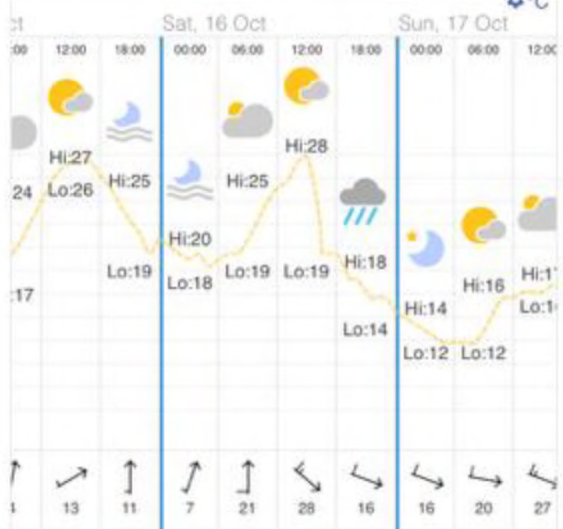 °C
Sat, 16 Oct
Sun, 17 Oct
12:00 18:00 00:00 06:00 12:00 18:00 00:00 06:00 12:00
Hi:28
Hi:27
Hi:25 Hi:25
Lo:26
24
Hi:20
Hi:18
Lo:19 Lo:19 Lo:19
Lo:18
Hi:16
:17
Hi:14
Lo:14
Lo:12 Lo:12
13 11 7 21 28 16 16 20 27